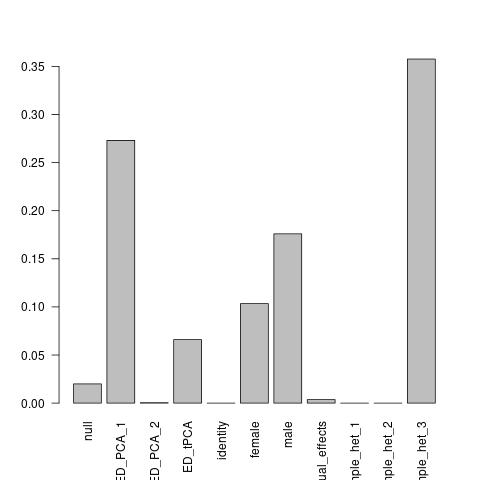 0.35
0.30
0.25
0.20
0.15
0.10
0.05
0.00
null
ED_PCA_1
ED_PCA_2
ED_tPCA
identity
female
male
ual_effects
mple_het_1
mple_het_2
mple_het_3